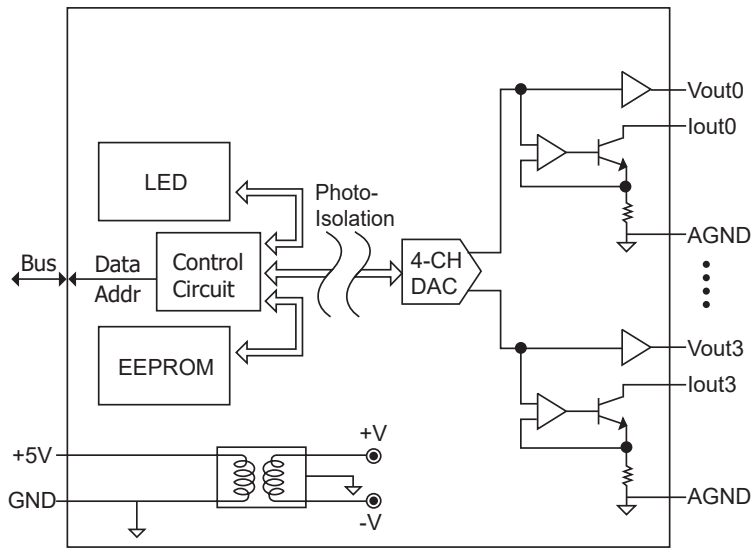 Vout0
Iout0
AGND
LED
Photo-
Isolation
Bus
Data
Addr
Control
Circuit
4-CH
DAC
EEPROM
Vout3
Iout3
AGND
+5V
GND
+V
-V